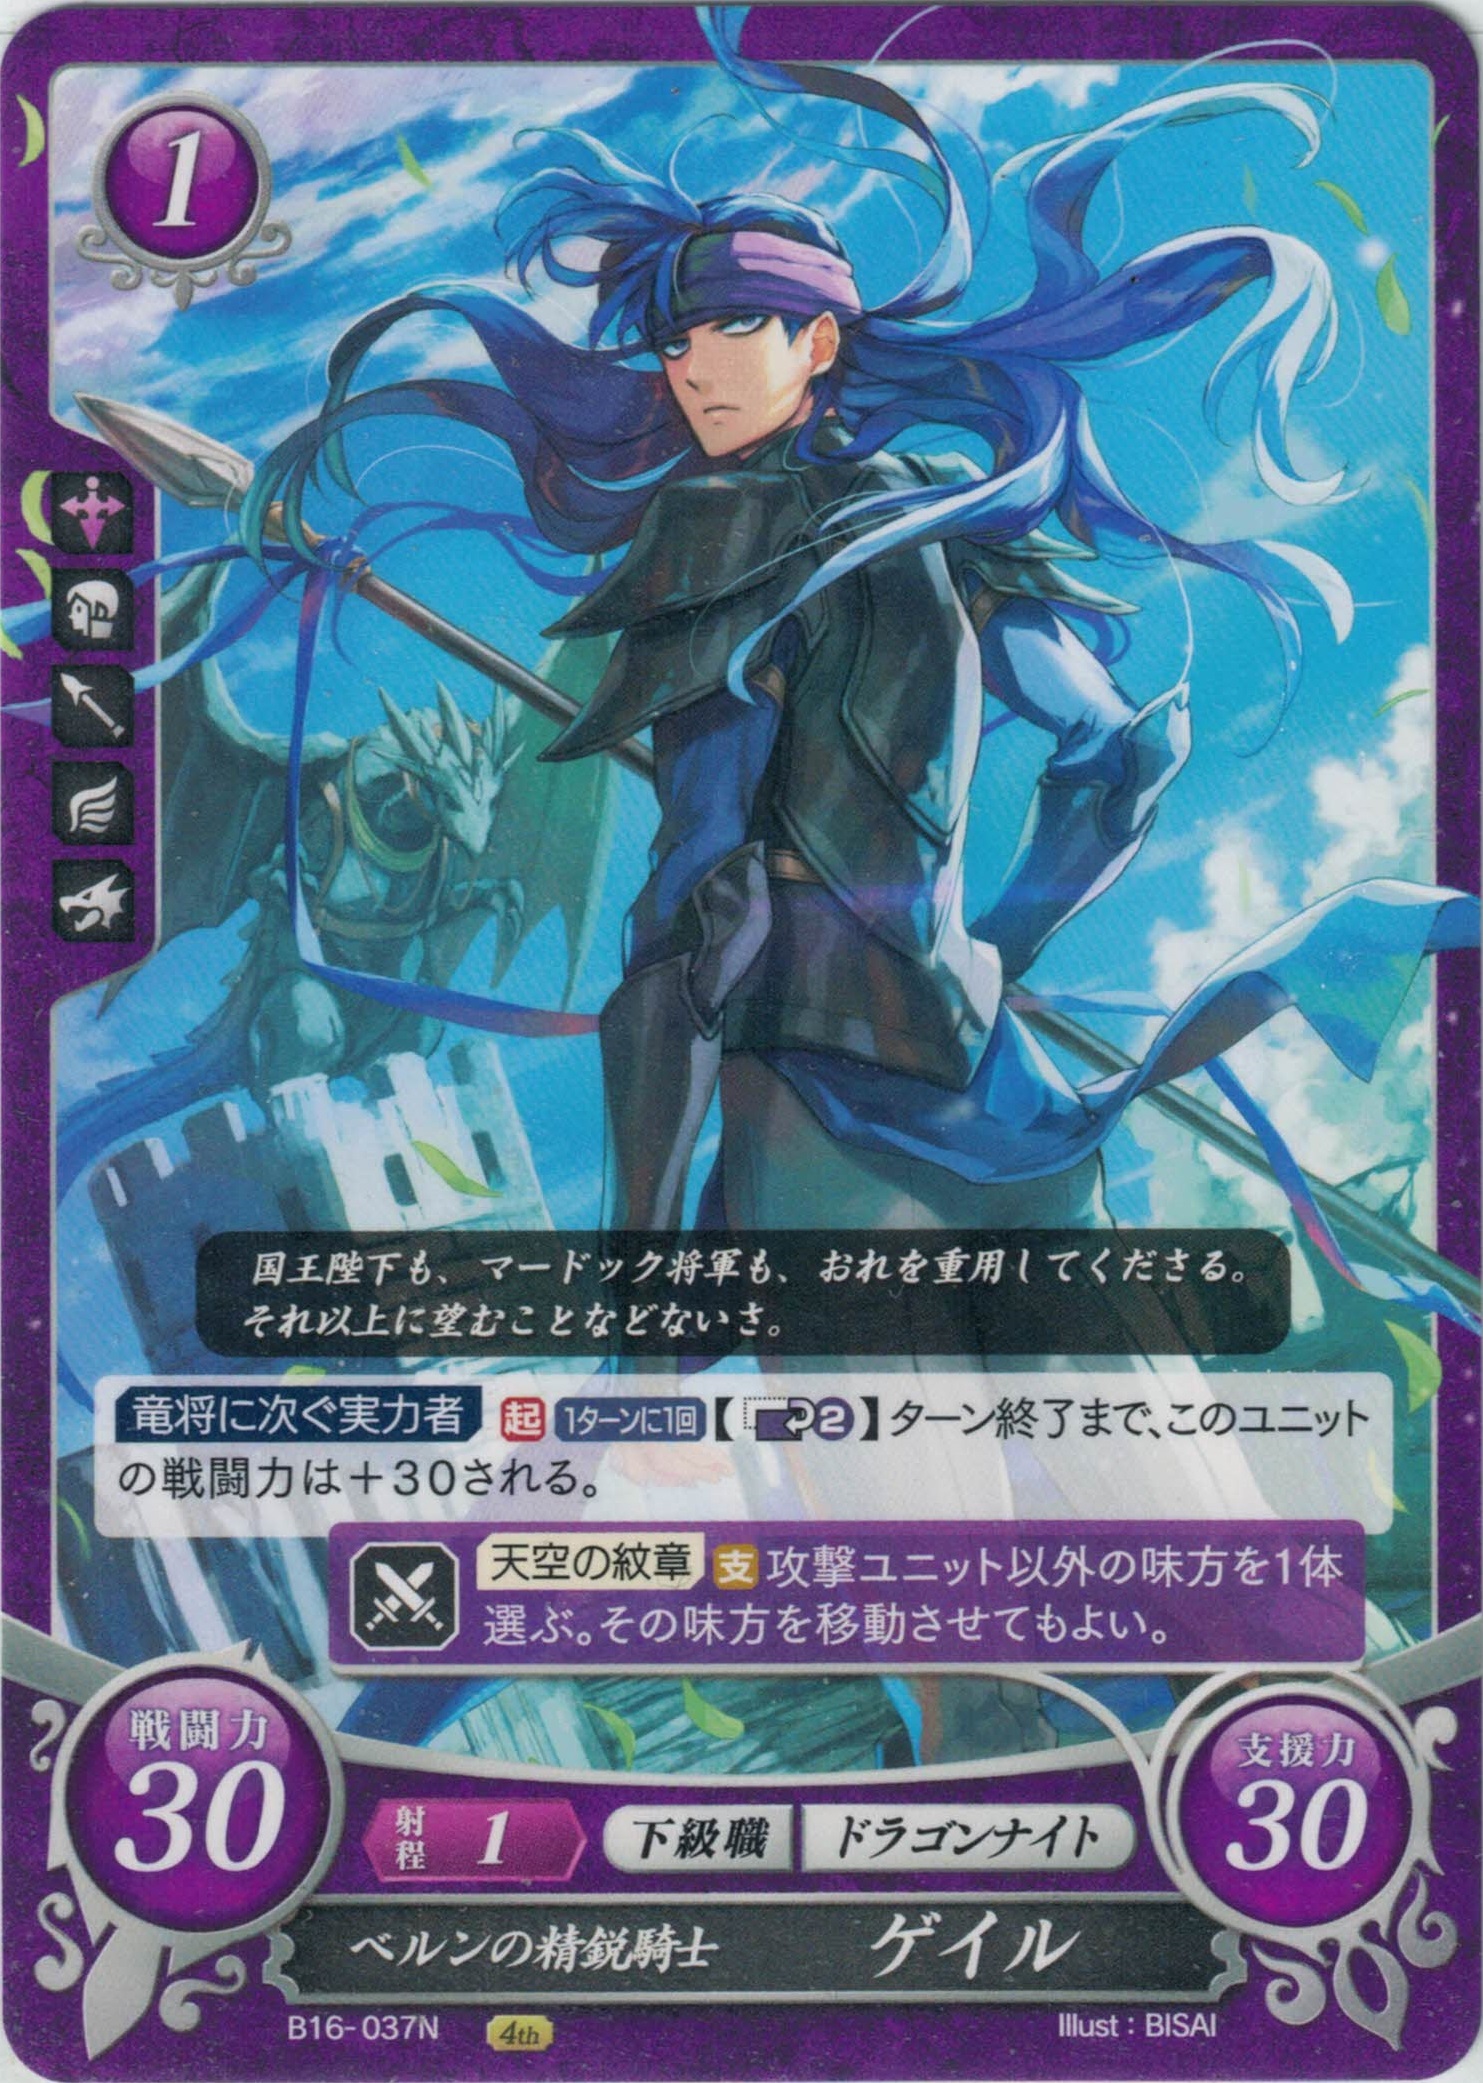 1
国王陛下も、マードック将軍も、おれを重用してくださる。
それ以上に望むことなどないさ。
竜将に次ぐ実力者 起 1ターンに1回【2】ターン終了まで、このユニット
の戦闘力は＋30される。
天空の紋章 支 攻撃ユニット以外の味方を1体
選ぶ。その味方を移動させてもよい。
戦闘力
30
射程 1
下級職 ドラゴンナイト
支援力
30
ベルンの精鋭騎士 ゲイル
B16-037N 4th Illust : BISAI